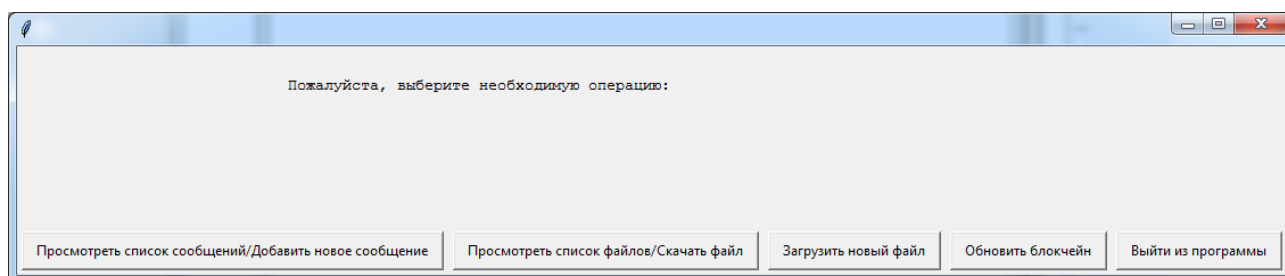 Пожалуйста, выберите необходимую операцию:
Просмотреть список сообщений/Добавить новое сообщение
Просмотреть список файлов/Скачать файл
Загрузить новый файл
Обновить блокчейн
Выйти из программы